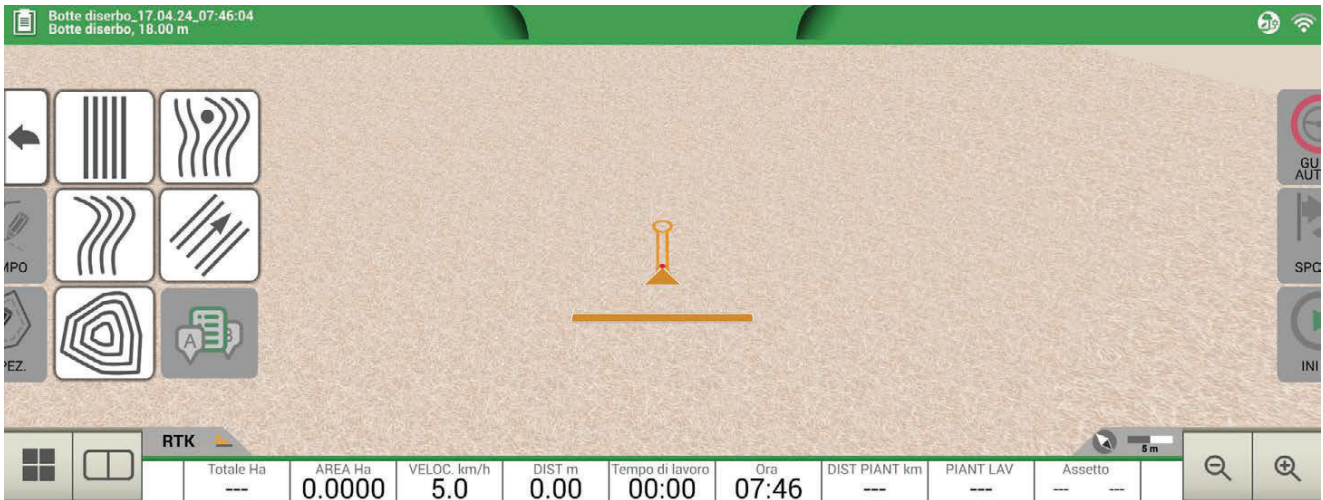 Botte diserbo_17.04.24_07:46:04
Botte diserbo, 18.00 m
GU
AUT
MPO
SPO
A B
PEZ.
INI
RTK
5 m
Totale Ha
---
AREA Ha
0.0000
VELOC. km/h
5.0
DIST m
0.00
Tempo di lavoro
00:00
Ora
07:46
DIST PIANT km
---
PIANT LAV
---
Assetto
--- ---